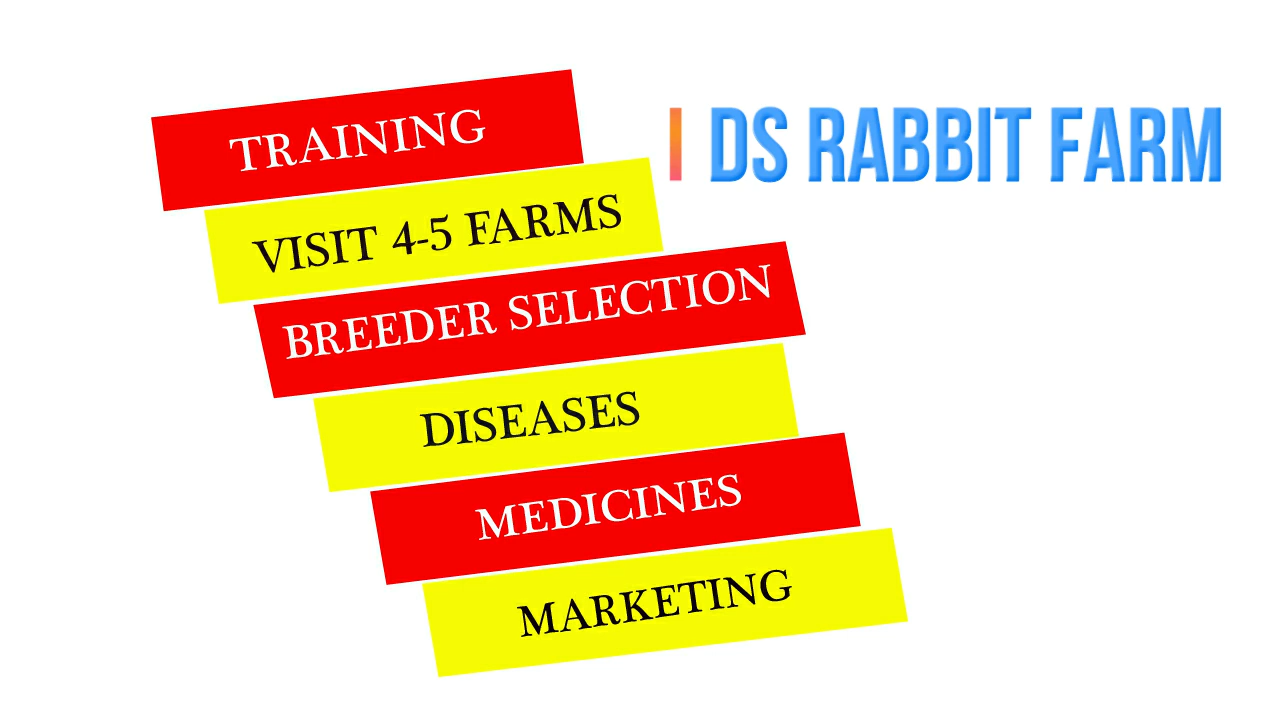 TRAINING
I DS RABBIT FARM
VISIT 4-5 FARMS
BREEDER SELECTION
DISEASES
MEDICINES
MARKETING